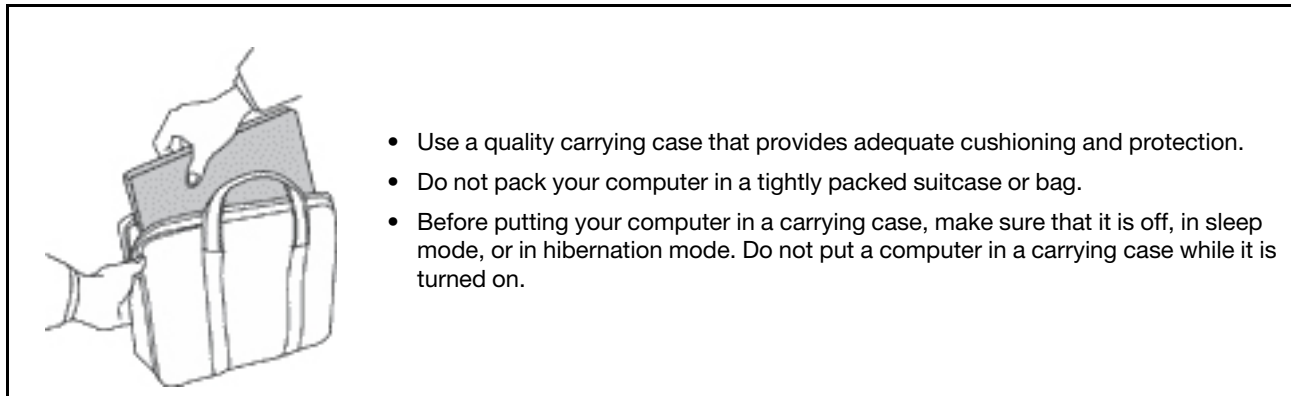 • Use a quality carrying case that provides adequate cushioning and protection.
• Do not pack your computer in a tightly packed suitcase or bag.
• Before putting your computer in a carrying case, make sure that it is off, in sleep
mode, or in hibernation mode. Do not put a computer in a carrying case while it is
turned on.